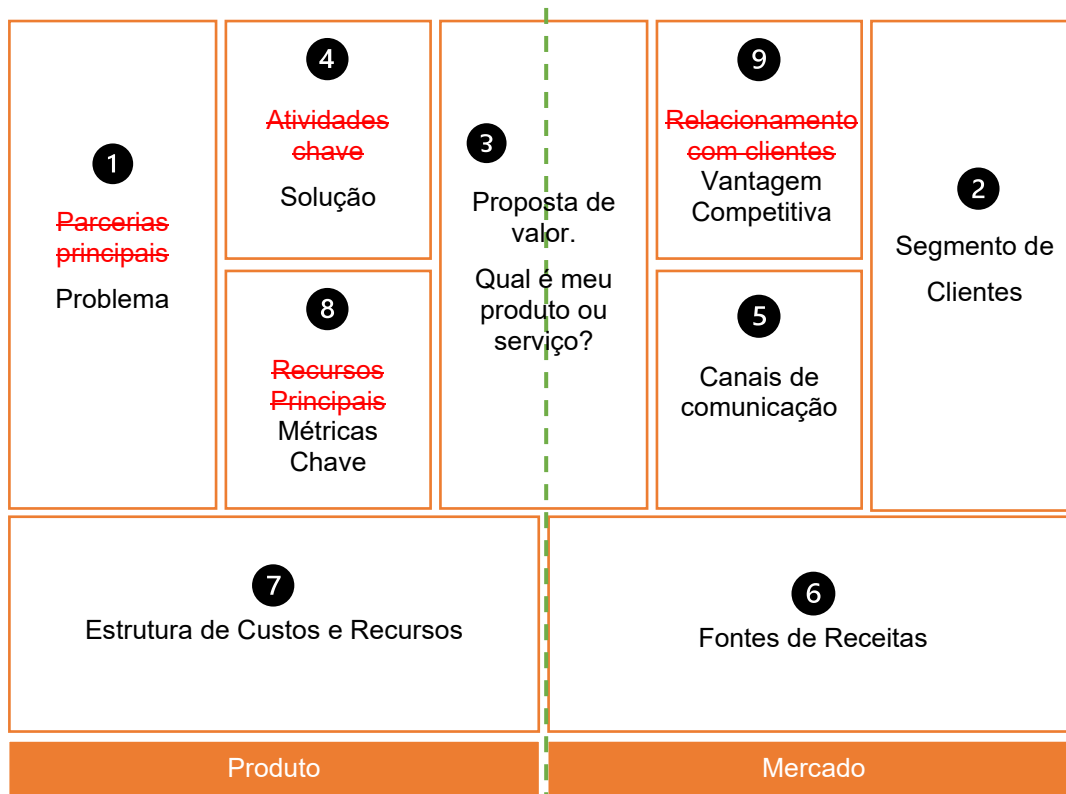 1
Parcerias
principais
Problema
4
Atividades
chave
Solução
8
Recursos
Principais
Métricas
Chave
3
Proposta de
valor.
Qual é meu
produto ou
serviço?
9
Relacionamento
com clientes
Vantagem
Competitiva
5
Canais de
comunicação
2
Segmento de
Clientes
7
Estrutura de Custos e Recursos
6
Fontes de Receitas
Produto
Mercado